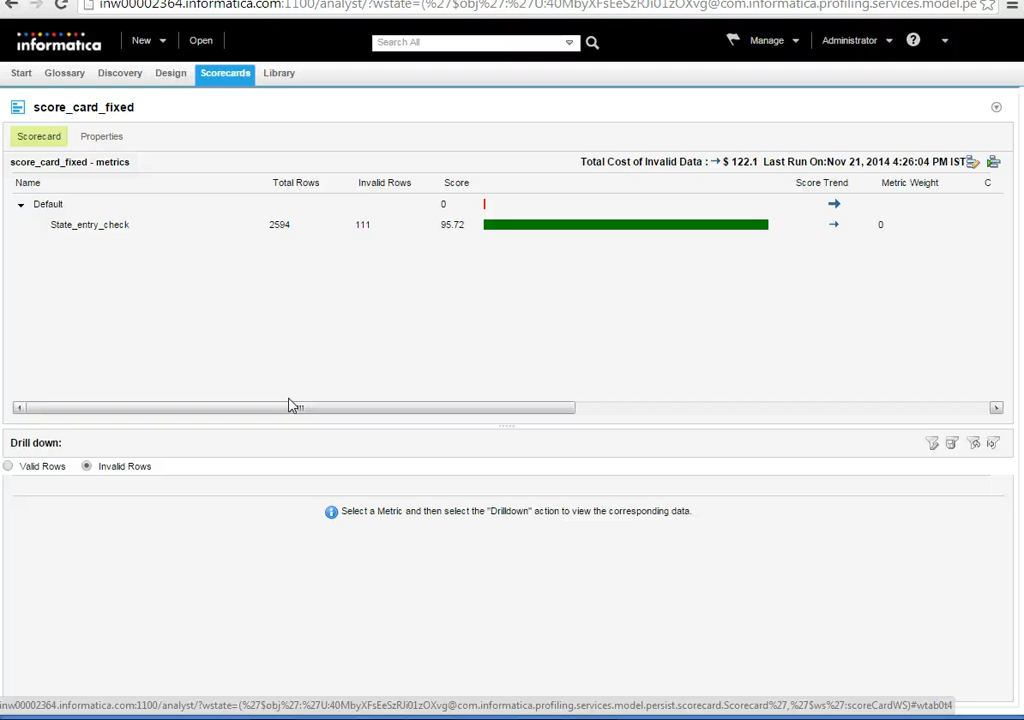 inw00002364.informatica.com:1100/analyst/?wstate=(%27$obj%27:%27U:40MbyXFsEeSzRJi01zOXvg@com.informatica.profiling.services.model.pe
informatica New Open Search All Manage Administrator ?
Start Glossary Discovery Design Scorecards Library
score_card_fixed
Scorecard Properties
score_card_fixed - metrics Total Cost of Invalid Data : → $ 122.1 Last Run On:Nov 21, 2014 4:26:04 PM IST
Name Total Rows Invalid Rows Score Score Trend Metric Weight C
Default 0
State_entry_check 2594 111 95.72 0
Drill down:
Valid Rows Invalid Rows
Select a Metric and then select the "Drilldown" action to view the corresponding data.
inw00002364.informatica.com:1100/analyst/?wstate=(%27$obj%27:%27U:40MbyXFsEeSzRJi01zOXvg@com.informatica.profiling.services.model.persist.scorecard.Scorecard%27,%27$ws%27:scoreCardWS)#wtab0t4